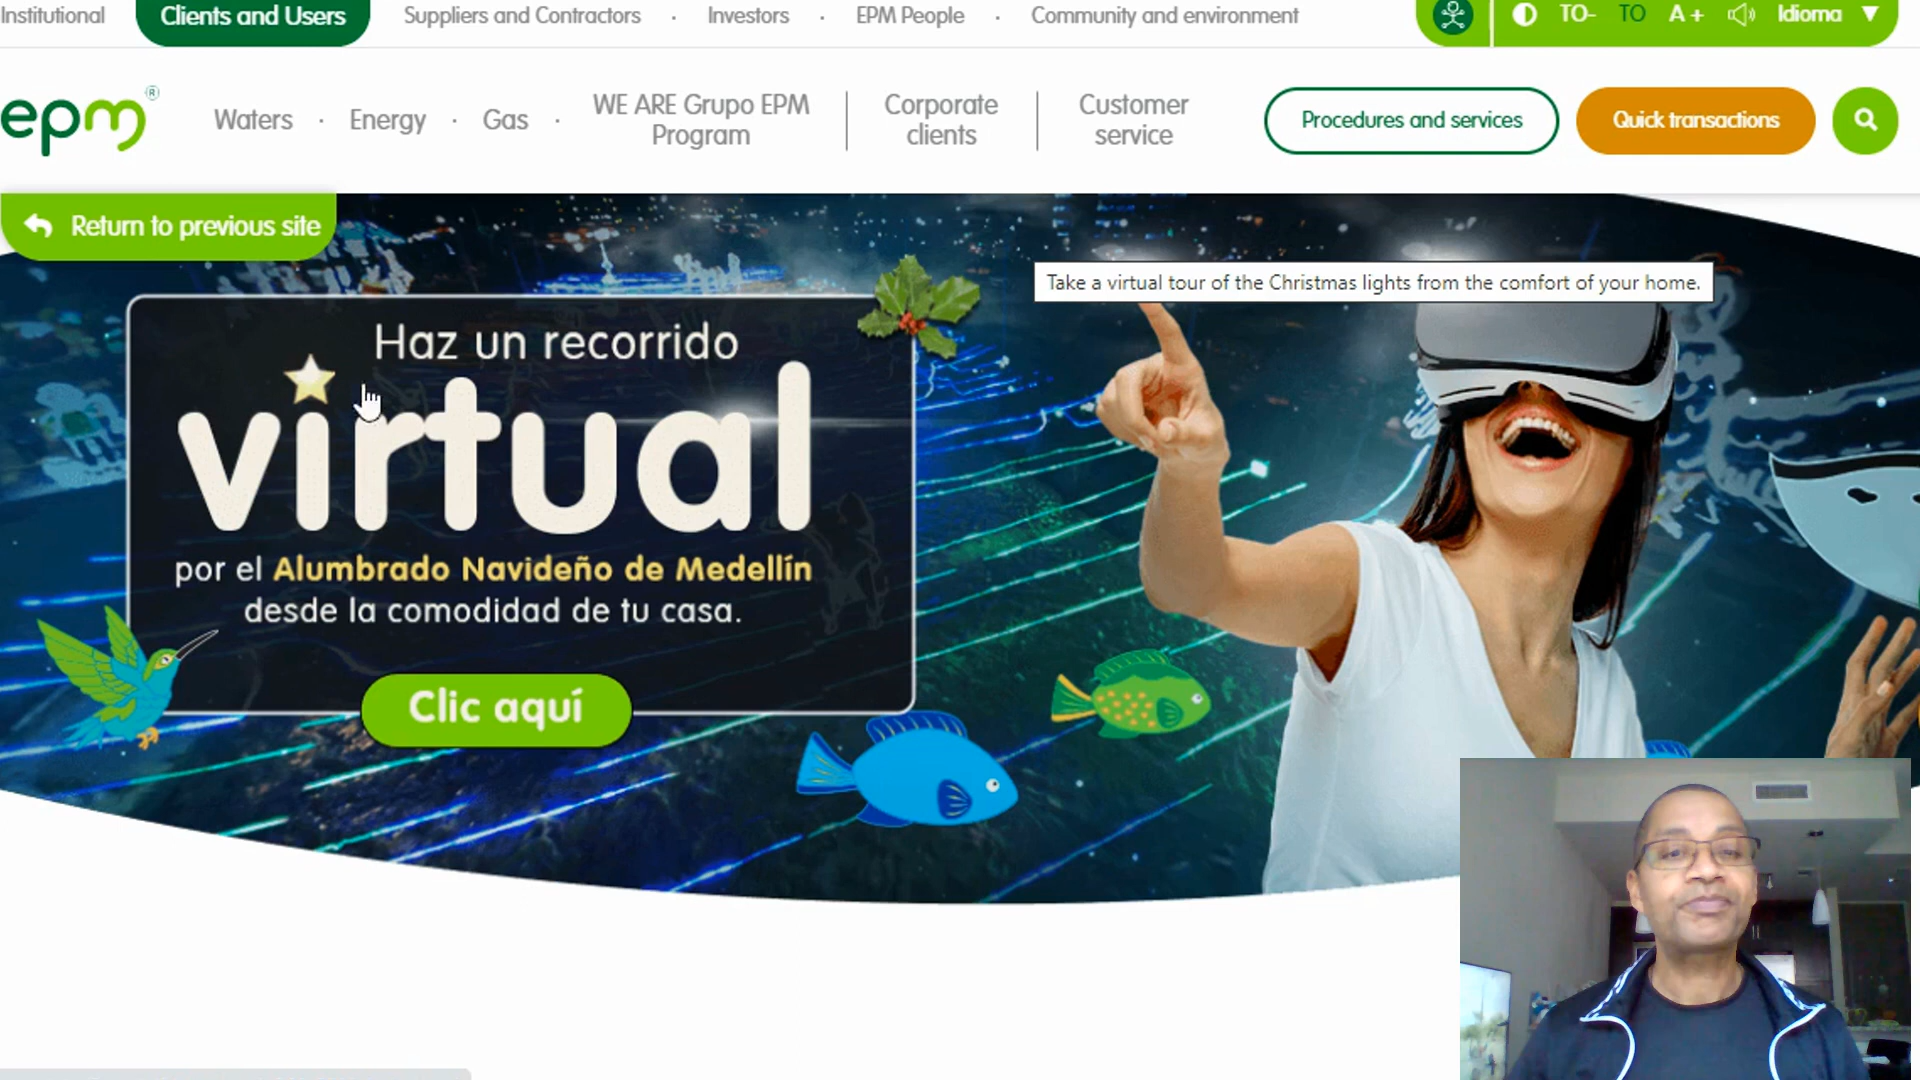 Institutional
Clients and Users
Suppliers and Contractors
Investors
EPM People
Community and environment
TO-
TO
A+
Idioma
epm®
Waters
Energy
Gas
WE ARE Grupo EPM
Program
Corporate
clients
Customer
service
Procedures and services
Quick transactions
Return to previous site
Take a virtual tour of the Christmas lights from the comfort of your home.
Haz un recorrido
virtual
por el Alumbrado Navideño de Medellín
desde la comodidad de tu casa.
Clic aquí